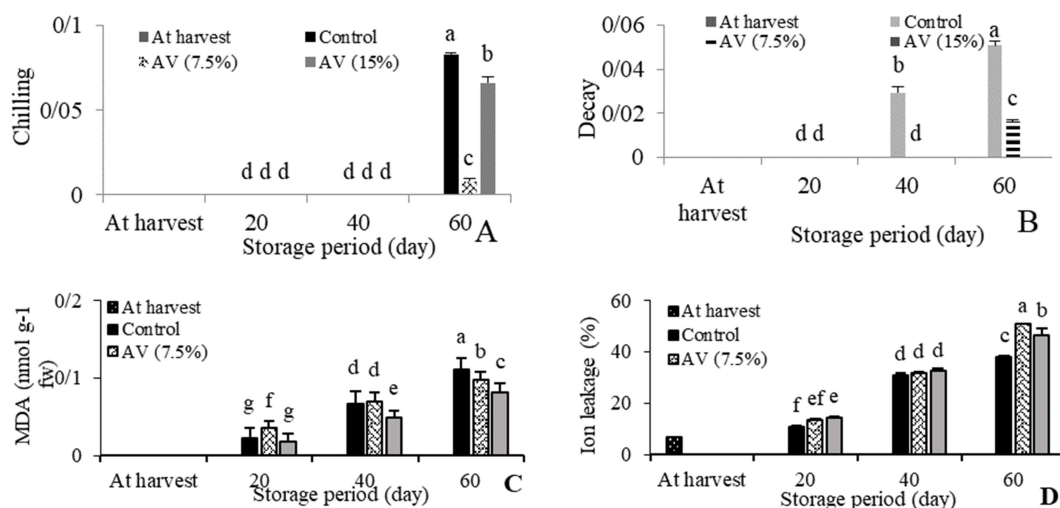 0/1
At harvest
Control
AV (7.5%)
AV (15%)
a
b
c
Chilling
0/05
d d d
d d d
0
At harvest
20
40
60
Storage period (day)
A
0/06
At harvest
Control
AV (7.5%)
AV (15%)
a
b
c
Decay
0/04
0/02
d d
d
0
At
harvest
20
40
60
Storage period (day)
B
0/2
At harvest
Control
AV (7.5%)
MDA (nmol g-1
fw)
0/1
g f g
d d e
a b c
0
At harvest
20
40
60
Storage period (day)
C
60
At harvest
Control
AV (7.5%)
Ion leakage (%)
40
20
0
f ef e
d d d
c a b
At harvest
20
40
60
Storage period (day)
D